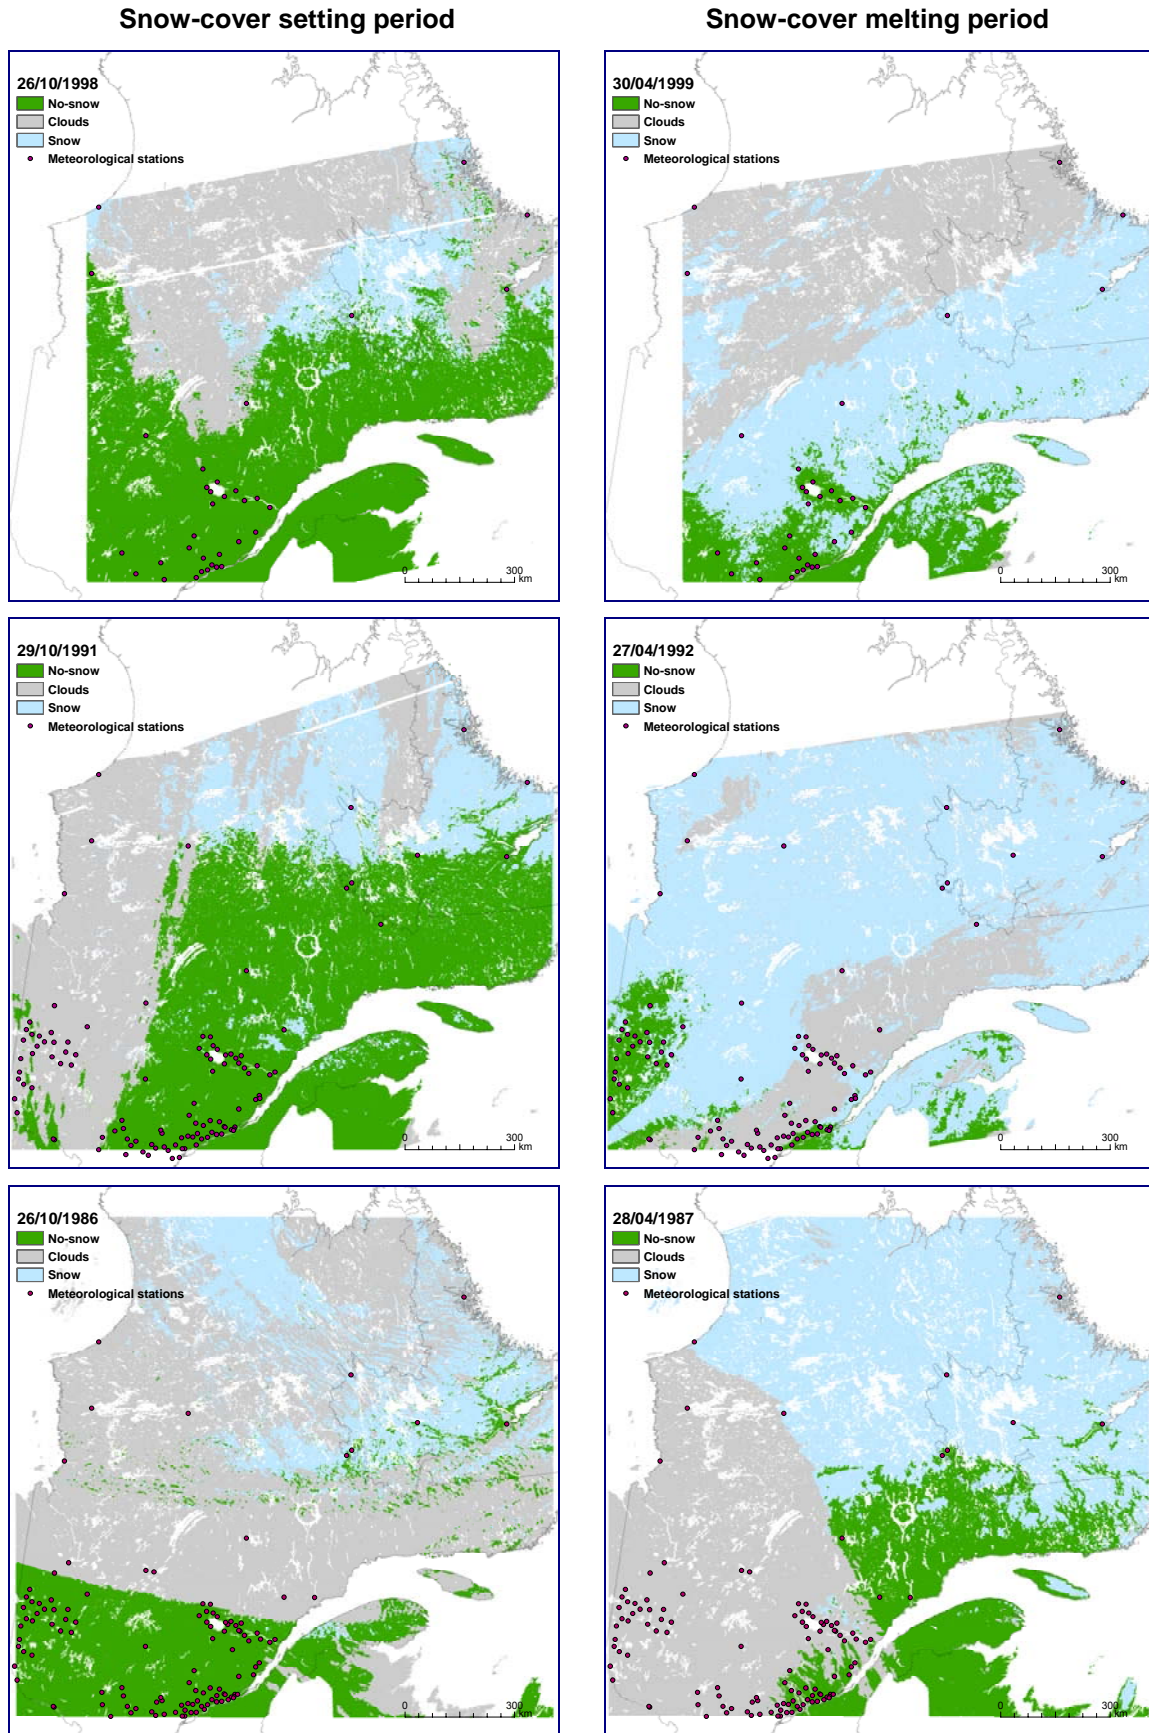 Snow-cover setting period
Snow-cover melting period
26/10/1998
No-snow
Clouds
Snow
Meteorological stations
0 300
km
30/04/1999
No-snow
Clouds
Snow
Meteorological stations
0 300
km
29/10/1991
No-snow
Clouds
Snow
Meteorological stations
0 300
km
27/04/1992
No-snow
Clouds
Snow
Meteorological stations
0 300
km
26/10/1986
No-snow
Clouds
Snow
Meteorological stations
0 300
km
28/04/1987
No-snow
Clouds
Snow
Meteorological stations
0 300
km